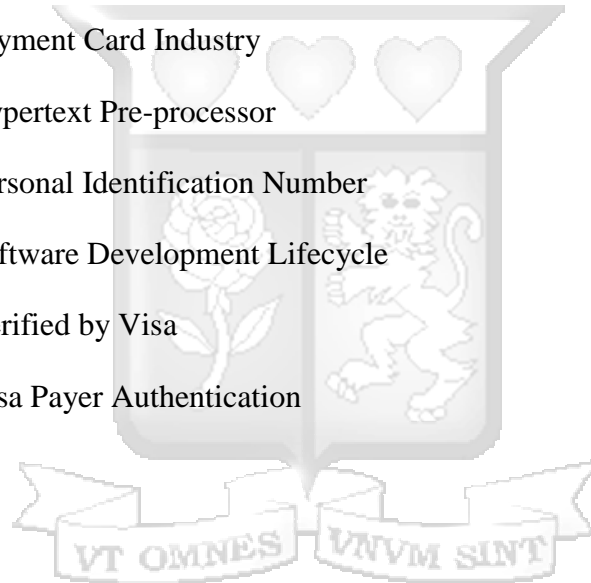 yment Card Industry
pertext Pre-processor
rsonal Identification Number
ftware Development Lifecycle
rified by Visa
sa Payer Authentication
VT OMNES VNVM SINT